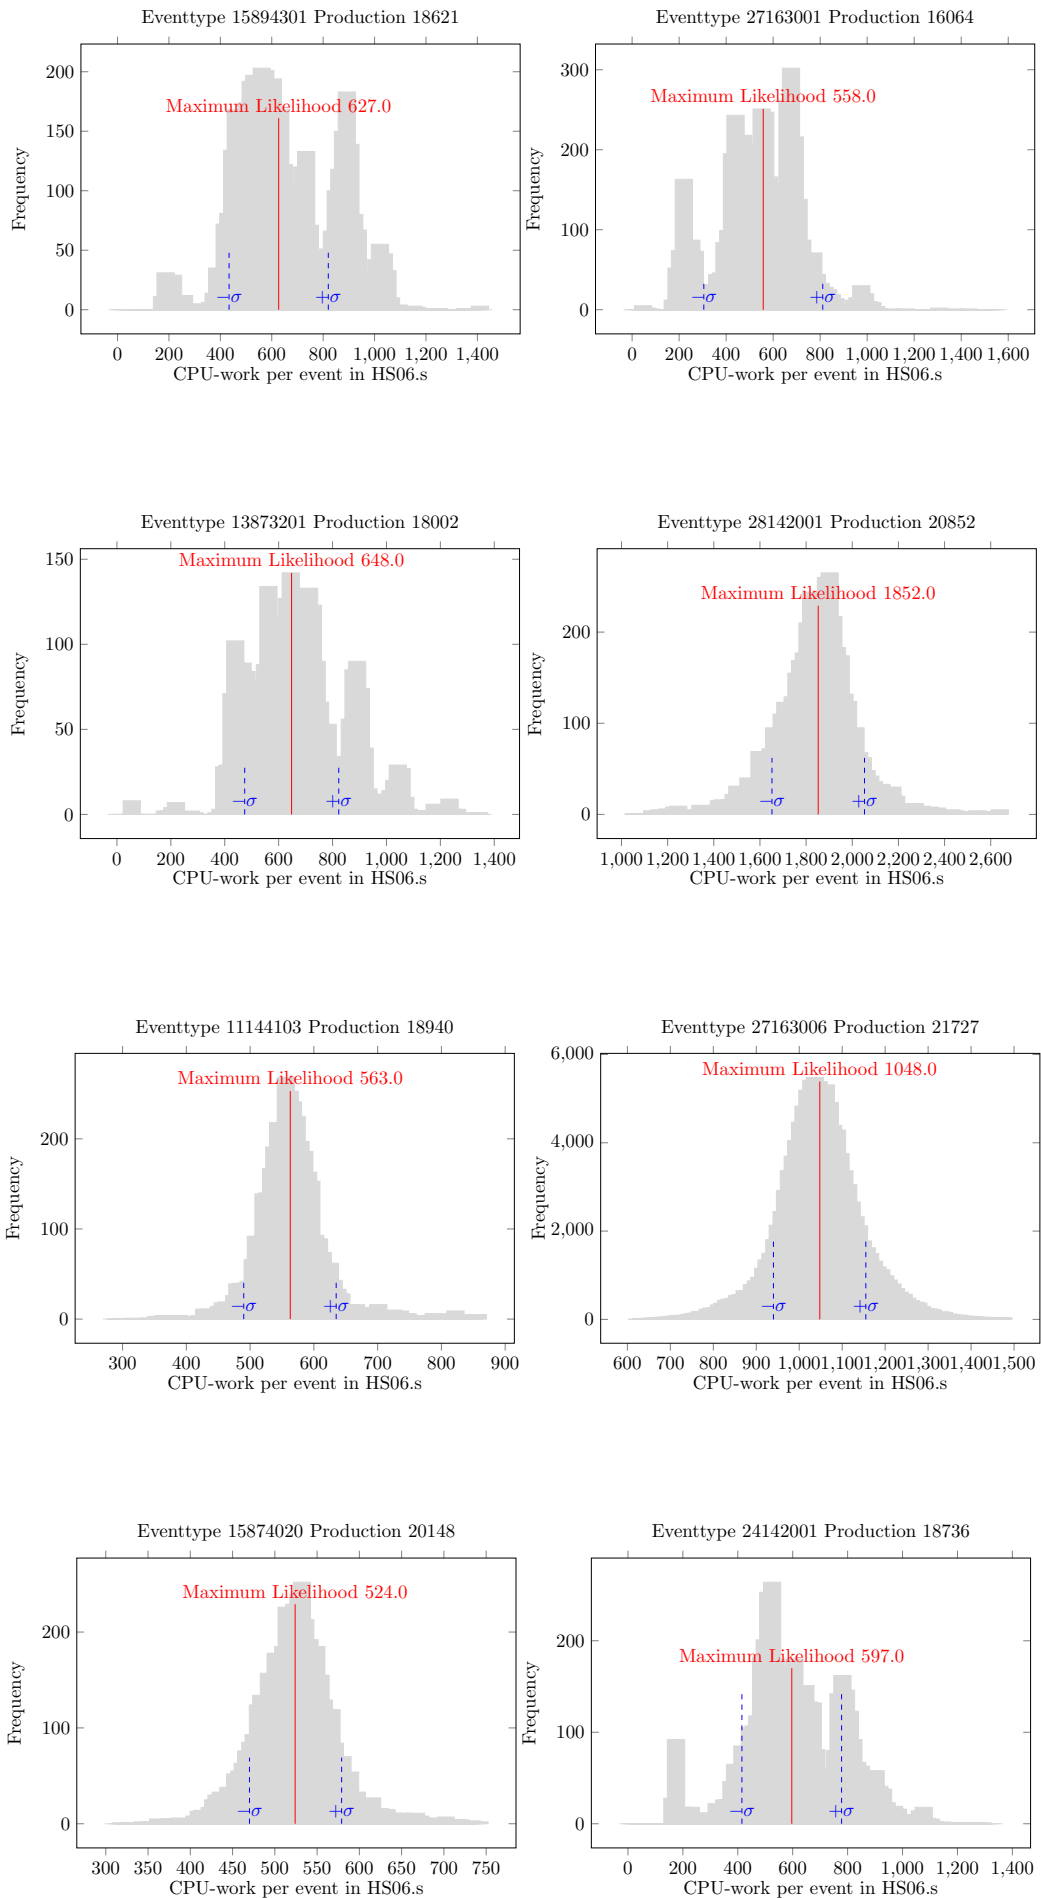 Eventtype 15894301 Production 18621
Frequency
200
150
100
50
0
Maximum Likelihood 627.0
−σ
+σ
0 200 400 600 800 1,000 1,200 1,400
CPU-work per event in HS06.s
Eventtype 27163001 Production 16064
Frequency
300
200
100
0
Maximum Likelihood 558.0
−σ
+σ
0 200 400 600 800 1,000 1,200 1,400 1,600
CPU-work per event in HS06.s
Eventtype 13873201 Production 18002
Frequency
150
100
50
0
Maximum Likelihood 648.0
−σ
+σ
0 200 400 600 800 1,000 1,200 1,400
CPU-work per event in HS06.s
Eventtype 28142001 Production 20852
Frequency
200
100
0
Maximum Likelihood 1852.0
−σ
+σ
1,000 1,200 1,400 1,600 1,800 2,000 2,200 2,400 2,600
CPU-work per event in HS06.s
Eventtype 11144103 Production 18940
Frequency
200
100
0
Maximum Likelihood 563.0
−σ
+σ
300 400 500 600 700 800 900
CPU-work per event in HS06.s
Eventtype 27163006 Production 21727
Frequency
6,000
4,000
2,000
0
Maximum Likelihood 1048.0
−σ
+σ
600 700 800 900 1,000 1,100 1,200 1,300 1,400 1,500
CPU-work per event in HS06.s
Eventtype 15874020 Production 20148
Frequency
200
100
0
Maximum Likelihood 524.0
−σ
+σ
300 350 400 450 500 550 600 650 700 750
CPU-work per event in HS06.s
Eventtype 24142001 Production 18736
Frequency
200
100
0
Maximum Likelihood 597.0
−σ
+σ
0 200 400 600 800 1,000 1,200 1,400
CPU-work per event in HS06.s